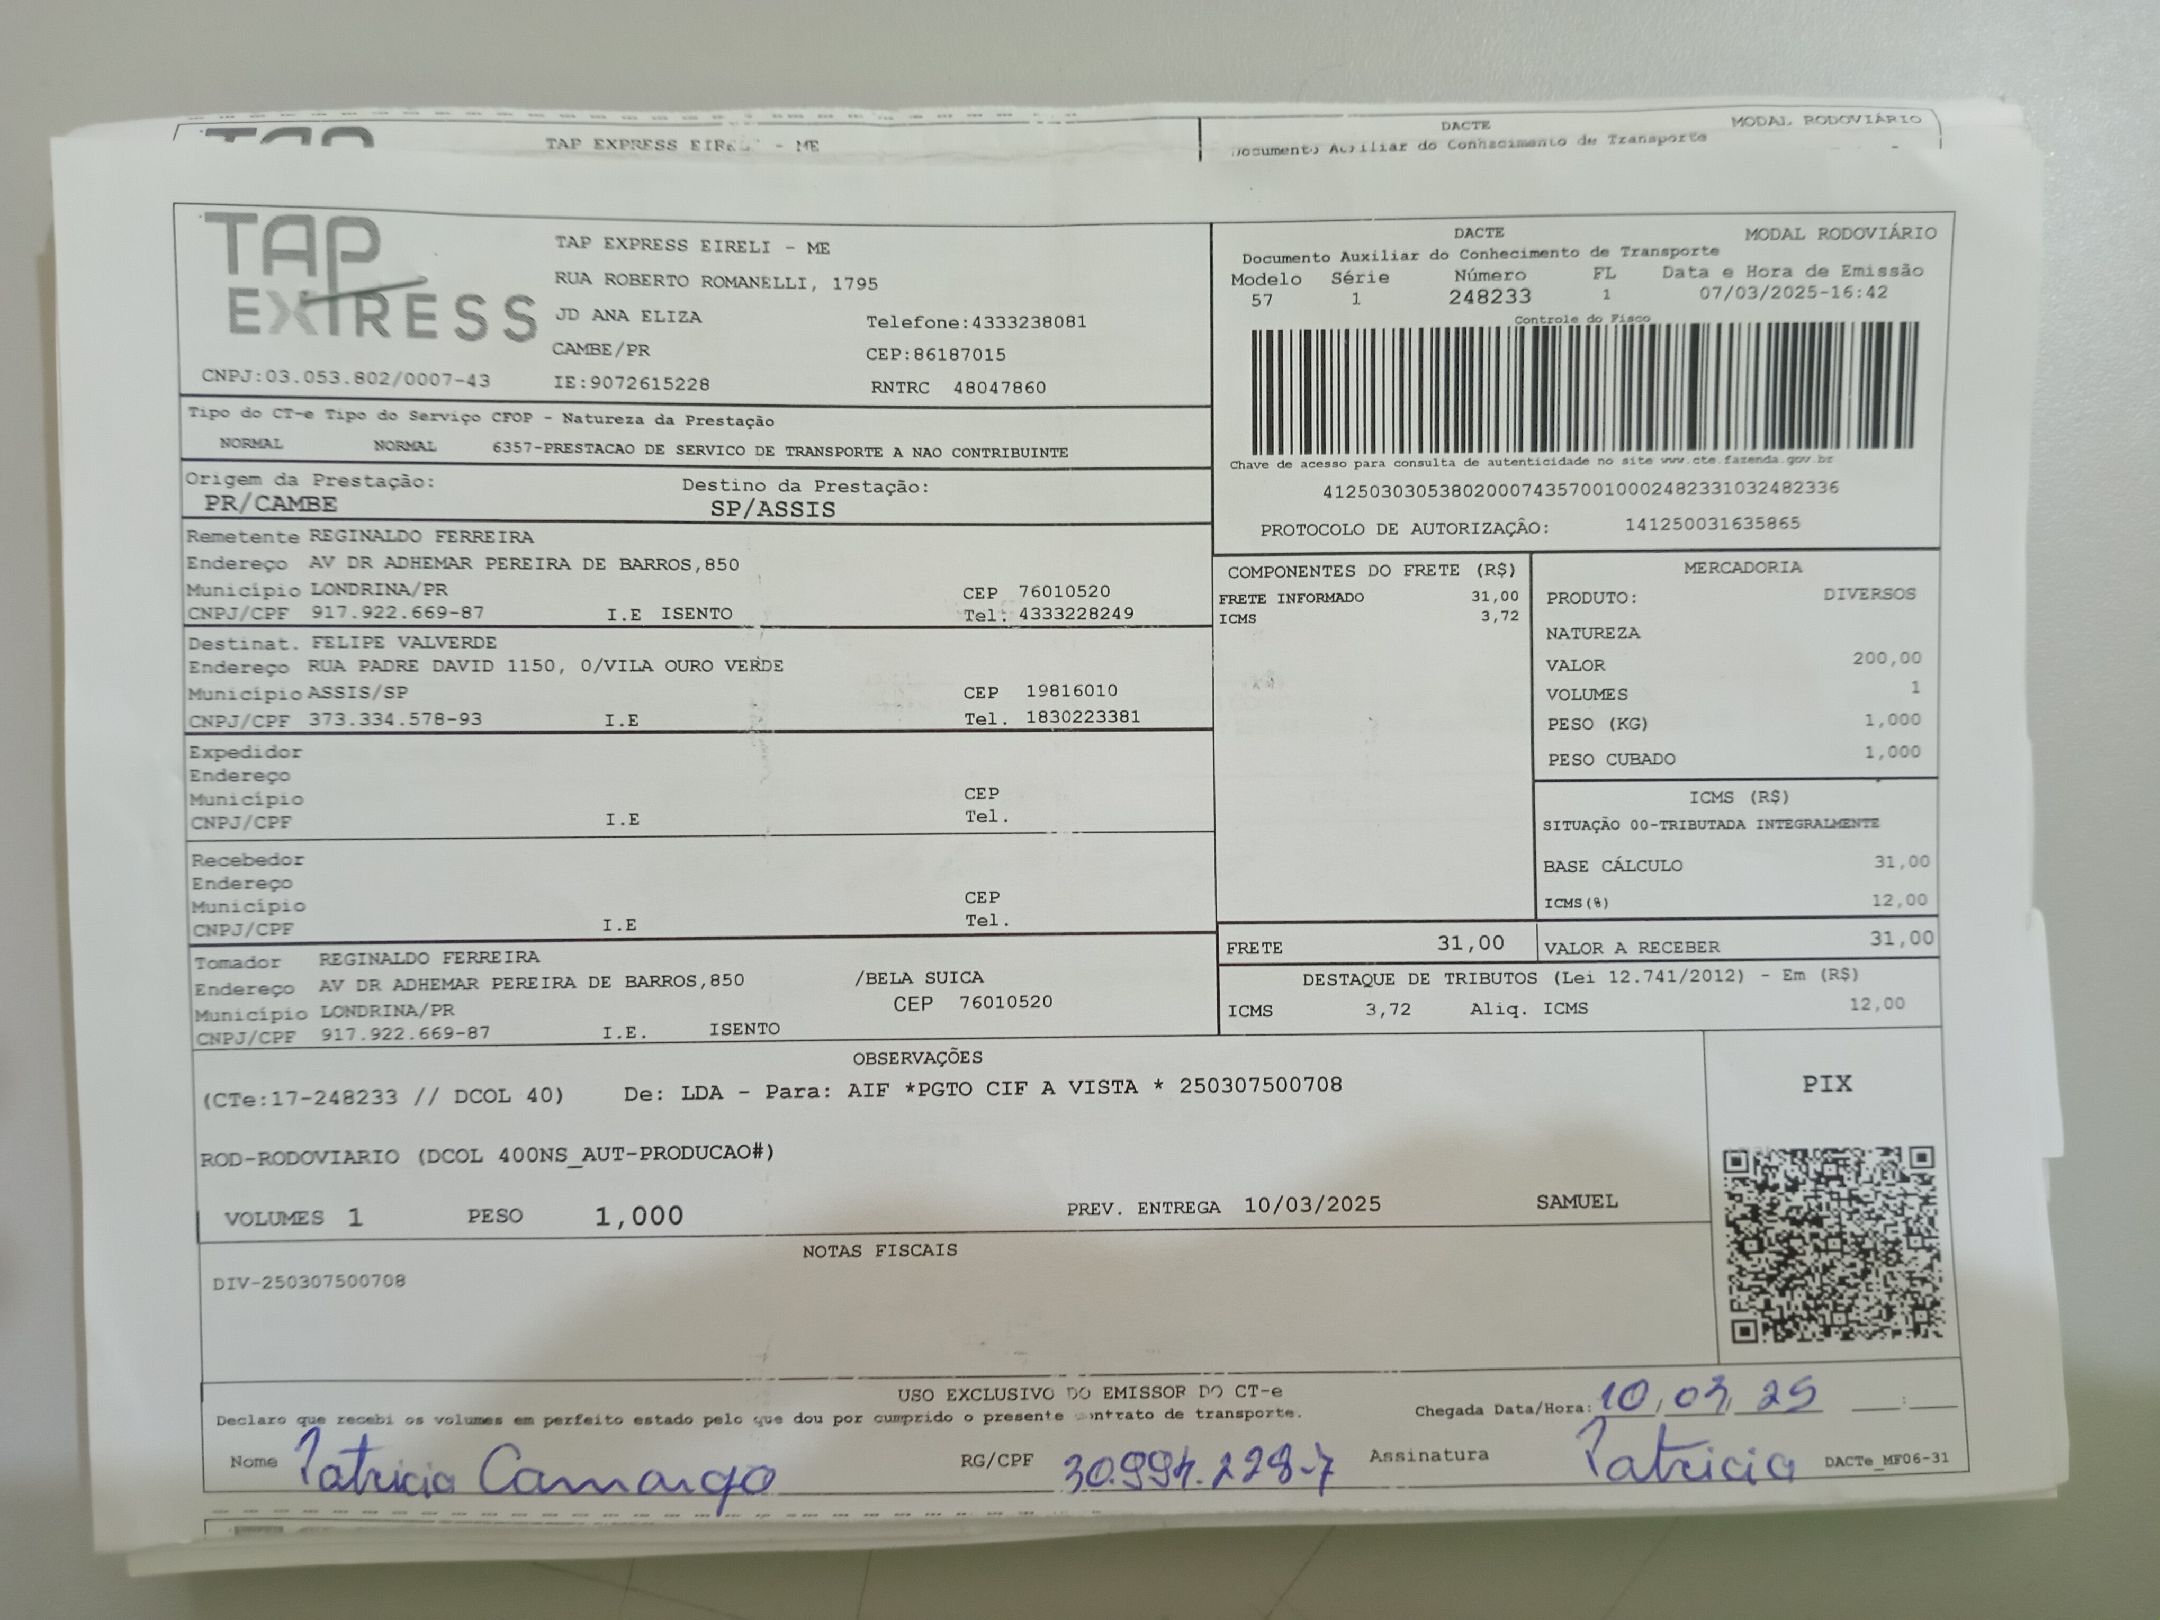 TAP EXPRESS EIRELI - ME
DACTE
MODAL RODOVIÁRIO
Documento Auxiliar do Conhecimento de Transporte
TAP EXPRESS
CNPJ:03.053.802/0007-43
TAP EXPRESS EIRELI - ME
RUA ROBERTO ROMANELLI, 1795
JD ANA ELIZA
Telefone:4333238081
CAMBE/PR
CEP:86187015
IE:9072615228
RNTRC 48047860
DACTE
MODAL RODOVIÁRIO
Documento Auxiliar do Conhecimento de Transporte
Modelo Série Número FL Data e Hora de Emissão
57 1 248233 1 07/03/2025-16:42
Controle do Fisco
Chave de acesso para consulta de autenticidade no site www.cte.fazenda.gov.br
41250303053802000743570010002482331032482336
PROTOCOLO DE AUTORIZAÇÃO: 141250031635865
Tipo do CT-e Tipo do Serviço CFOP - Natureza da Prestação
NORMAL NORMAL 6357-PRESTACAO DE SERVICO DE TRANSPORTE A NAO CONTRIBUINTE
Origem da Prestação: Destino da Prestação:
PR/CAMBE SP/ASSIS
Remetente REGINALDO FERREIRA
Endereço AV DR ADHEMAR PEREIRA DE BARROS,850
Município LONDRINA/PR CEP 76010520
CNPJ/CPF 917.922.669-87 I.E ISENTO Tel: 4333228249
Destinat. FELIPE VALVERDE
Endereço RUA PADRE DAVID 1150, 0/VILA OURO VERDE
Município ASSIS/SP CEP 19816010
CNPJ/CPF 373.334.578-93 I.E Tel. 1830223381
Expedidor
Endereço
Município CEP
CNPJ/CPF I.E Tel.
Recebedor
Endereço
Município CEP
CNPJ/CPF I.E Tel.
Tomador REGINALDO FERREIRA
Endereço AV DR ADHEMAR PEREIRA DE BARROS,850 /BELA SUICA
Município LONDRINA/PR CEP 76010520
CNPJ/CPF 917.922.669-87 I.E. ISENTO
COMPONENTES DO FRETE (R$)
FRETE INFORMADO 31,00
ICMS 3,72
MERCADORIA
PRODUTO: DIVERSOS
NATUREZA
VALOR 200,00
VOLUMES 1
PESO (KG) 1,000
PESO CUBADO 1,000
ICMS (R$)
SITUAÇÃO 00-TRIBUTADA INTEGRALMENTE
BASE CÁLCULO 31,00
ICMS(%) 12,00
FRETE 31,00 VALOR A RECEBER 31,00
DESTAQUE DE TRIBUTOS (Lei 12.741/2012) - Em (R$)
ICMS 3,72 Aliq. ICMS 12,00
OBSERVAÇÕES
(CTe:17-248233 // DCOL 40) De: LDA - Para: AIF *PGTO CIF A VISTA * 250307500708
ROD-RODOVIARIO (DCOL 400NS_AUT-PRODUCAO#)
VOLUMES 1 PESO 1,000 PREV. ENTREGA 10/03/2025 SAMUEL
PIX
NOTAS FISCAIS
DIV-250307500708
USO EXCLUSIVO DO EMISSOR DO CT-e
Declaro que recebi os volumes em perfeito estado pelo que dou por cumprido o presente contrato de transporte. Chegada Data/Hora: 10/03/25 __:__
Nome Patricia Camargo RG/CPF 30.994.228-7 Assinatura Patricia DACTe_MF06-31